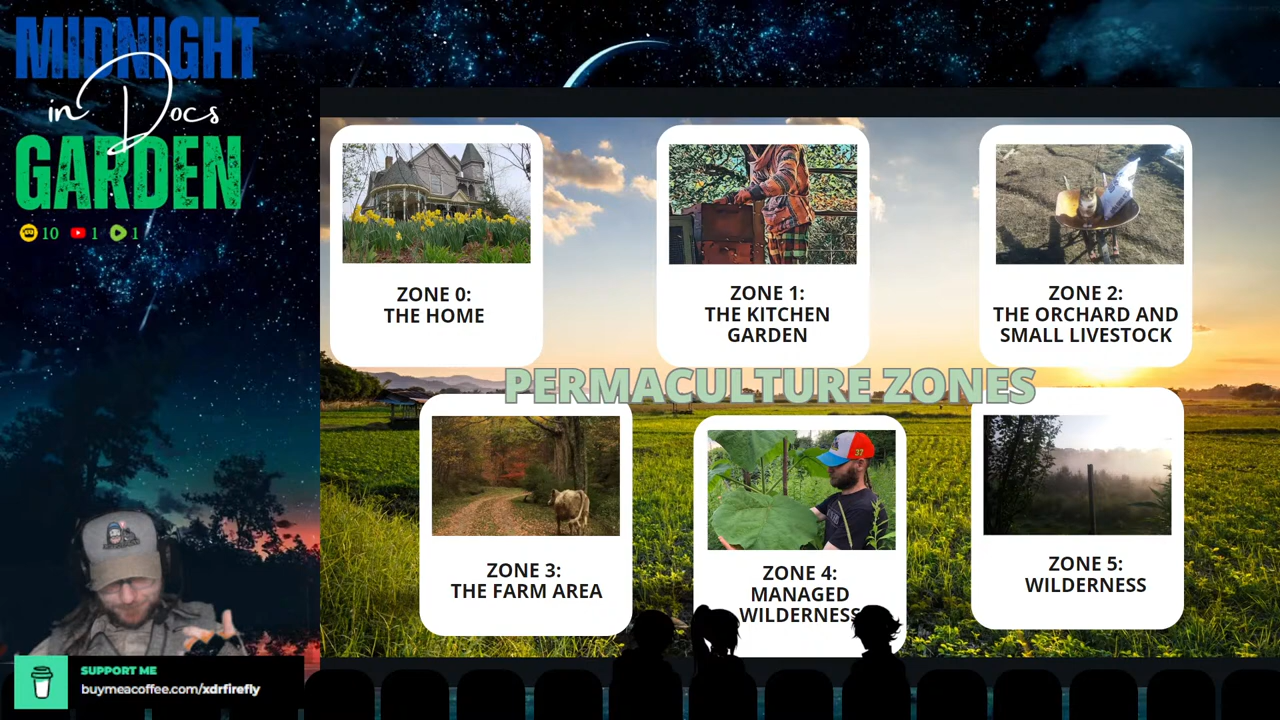 MIDNIGHT
in Docs
GARDEN
10 1 1
ZONE 0:
THE HOME
ZONE 1:
THE KITCHEN
GARDEN
ZONE 2:
THE ORCHARD AND
SMALL LIVESTOCK
PERMACULTURE ZONES
ZONE 3:
THE FARM AREA
37
ZONE 4:
MANAGED
WILDERNESS
ZONE 5:
WILDERNESS
SUPPORT ME
buymeacoffee.com/xdrfirefly